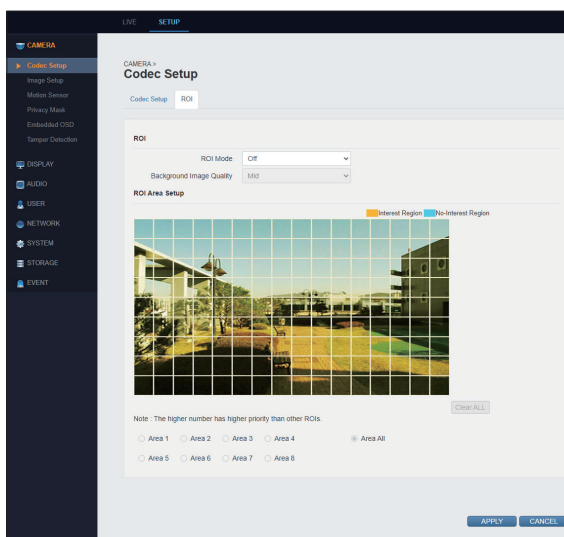 LIVE SETUP
CAMERA
Codec Setup
Image Setup
Motion Sensor
Privacy Mask
Embedded OSD
Tamper Detection
DISPLAY
AUDIO
USER
NETWORK
SYSTEM
STORAGE
EVENT
CAMERA >
Codec Setup
Codec Setup ROI
ROI
ROI Mode Off
Background Image Quality Mid
ROI Area Setup
Interest Region No-Interest Region
Clear ALL
Note : The higher number has higher priority than other ROIs.
Area 1 Area 2 Area 3 Area 4 Area All
Area 5 Area 6 Area 7 Area 8
APPLY CANCEL